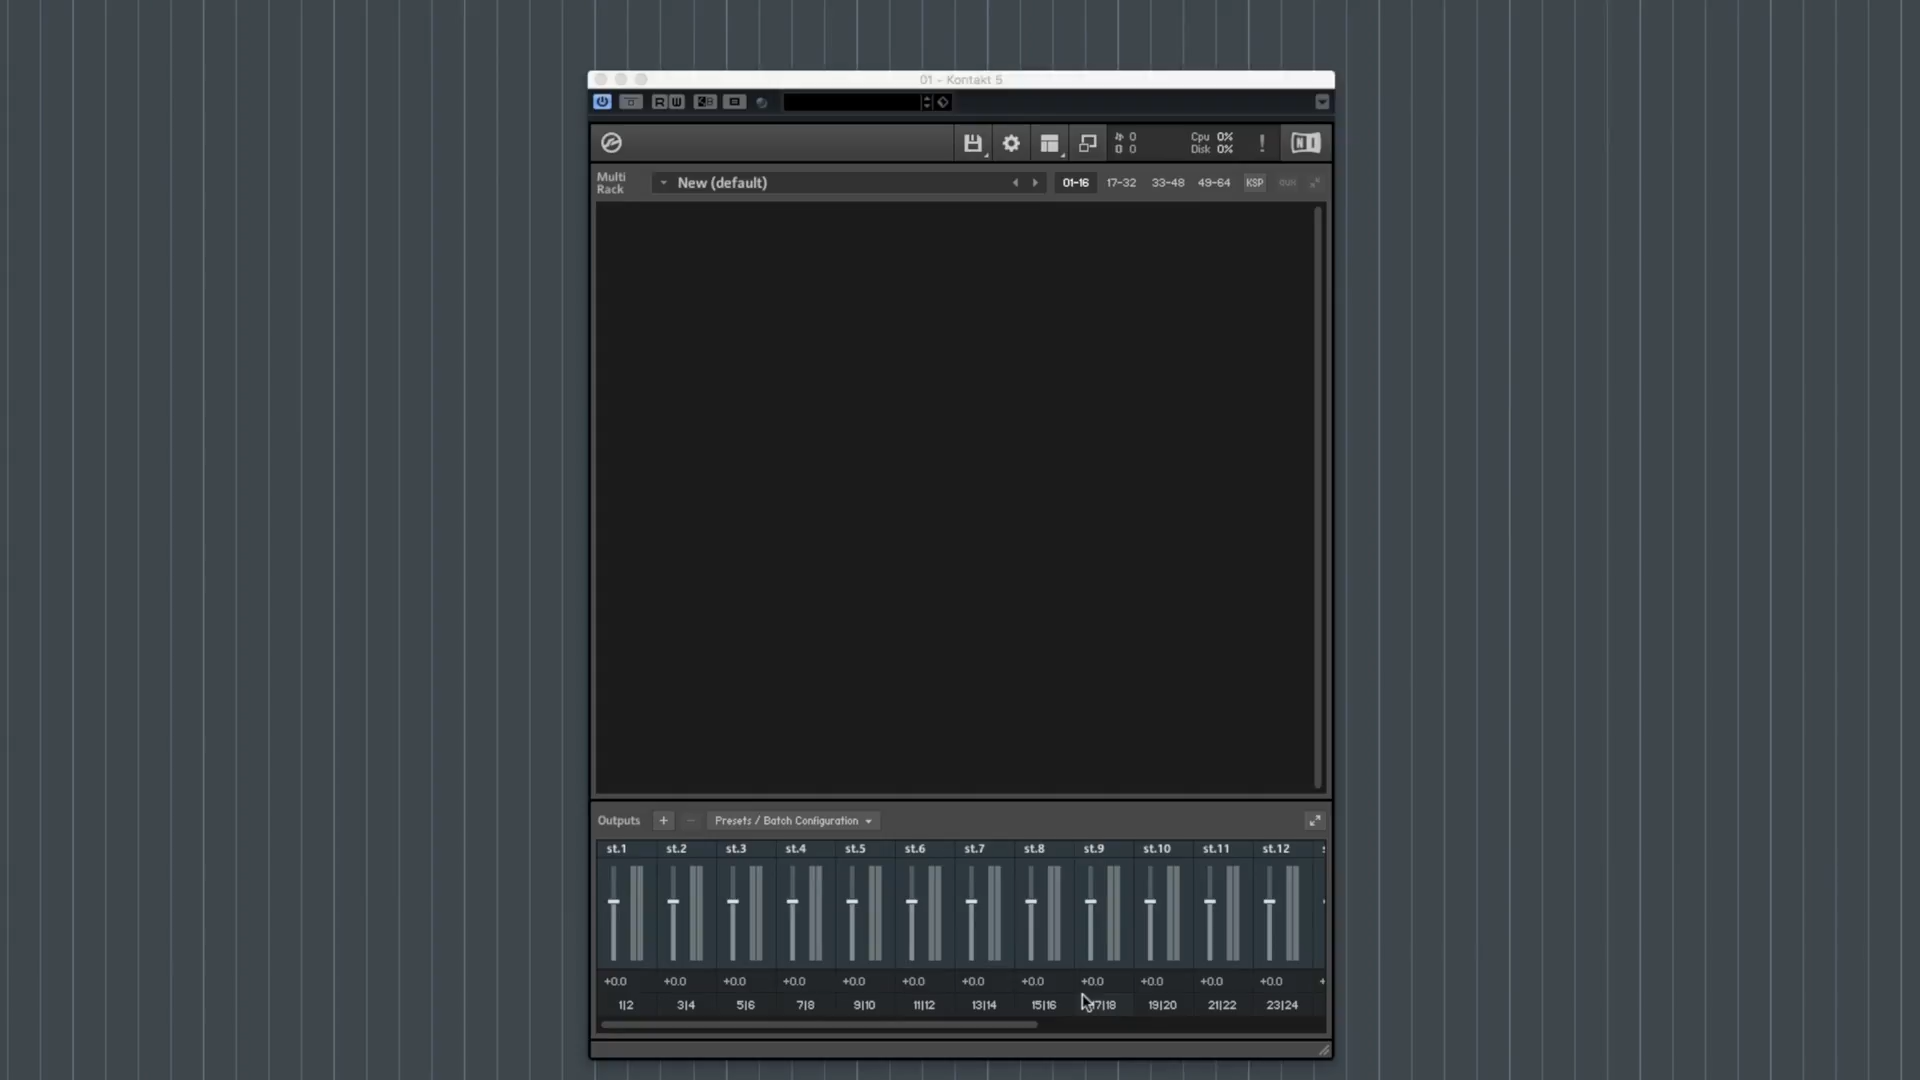 01 - Kontakt 5
R W
0 Cpu 0%
0 Disk 0%
Multi Rack New (default) 01-16 17-32 33-48 49-64 KSP
Outputs + - Presets / Batch Configuration
st.1 st.2 st.3 st.4 st.5 st.6 st.7 st.8 st.9 st.10 st.11 st.12
+0.0 +0.0 +0.0 +0.0 +0.0 +0.0 +0.0 +0.0 +0.0 +0.0 +0.0 +0.0
1|2 3|4 5|6 7|8 9|10 11|12 13|14 15|16 17|18 19|20 21|22 23|24